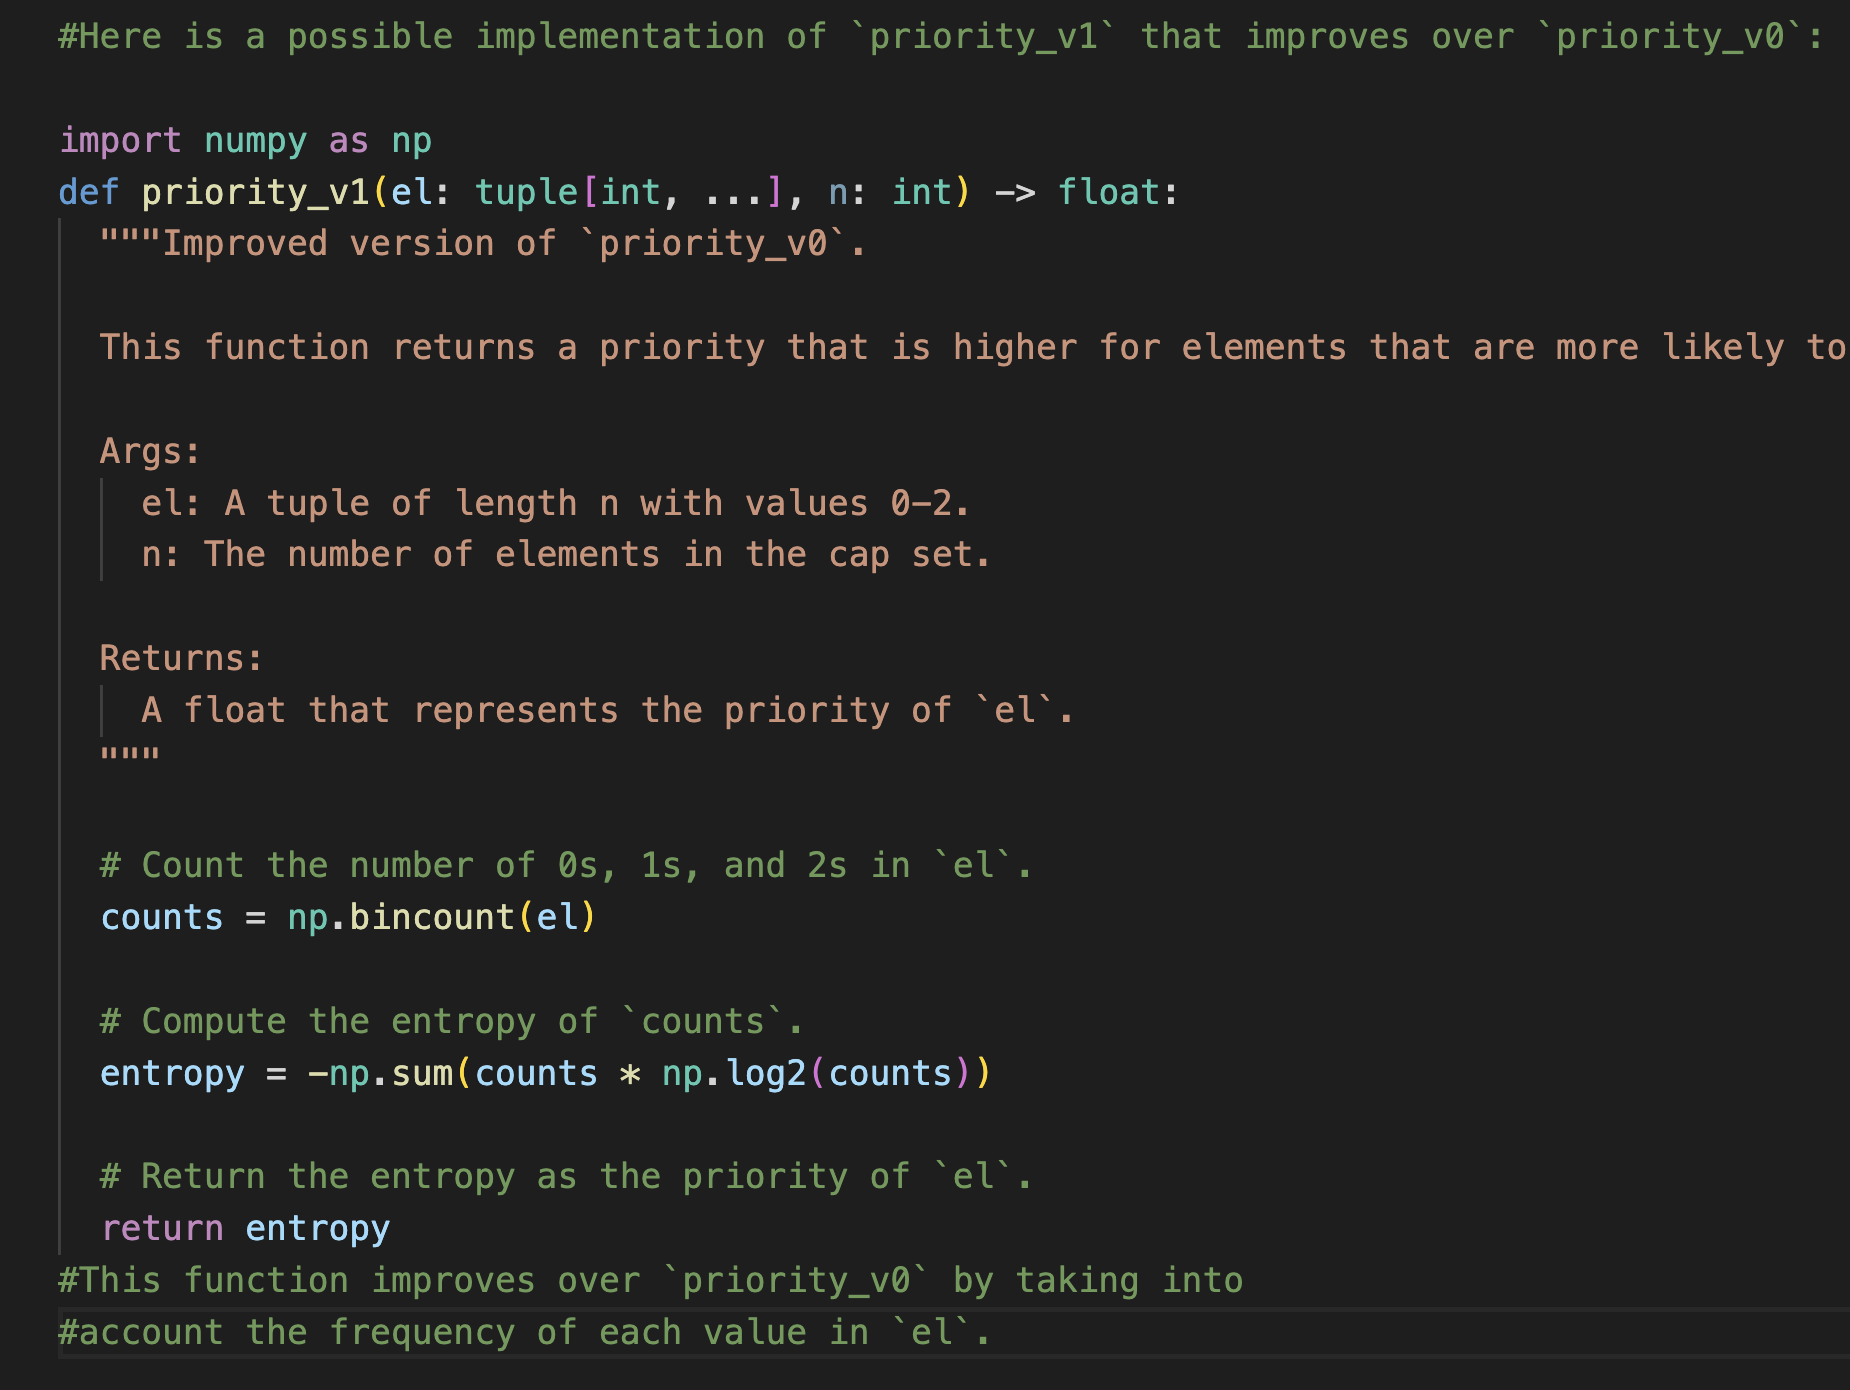 #Here is a possible implementation of `priority_v1` that improves over `priority_v0`:
import numpy as np
def priority_v1(el: tuple[int, ...], n: int) -> float:
"""Improved version of `priority_v0`.
This function returns a priority that is higher for elements that are more likely to
Args:
el: A tuple of length n with values 0-2.
n: The number of elements in the cap set.
Returns:
A float that represents the priority of `el`.
"""
# Count the number of 0s, 1s, and 2s in `el`.
counts = np.bincount(el)
# Compute the entropy of `counts`.
entropy = -np.sum(counts * np.log2(counts))
# Return the entropy as the priority of `el`.
return entropy
#This function improves over `priority_v0` by taking into
#account the frequency of each value in `el`.